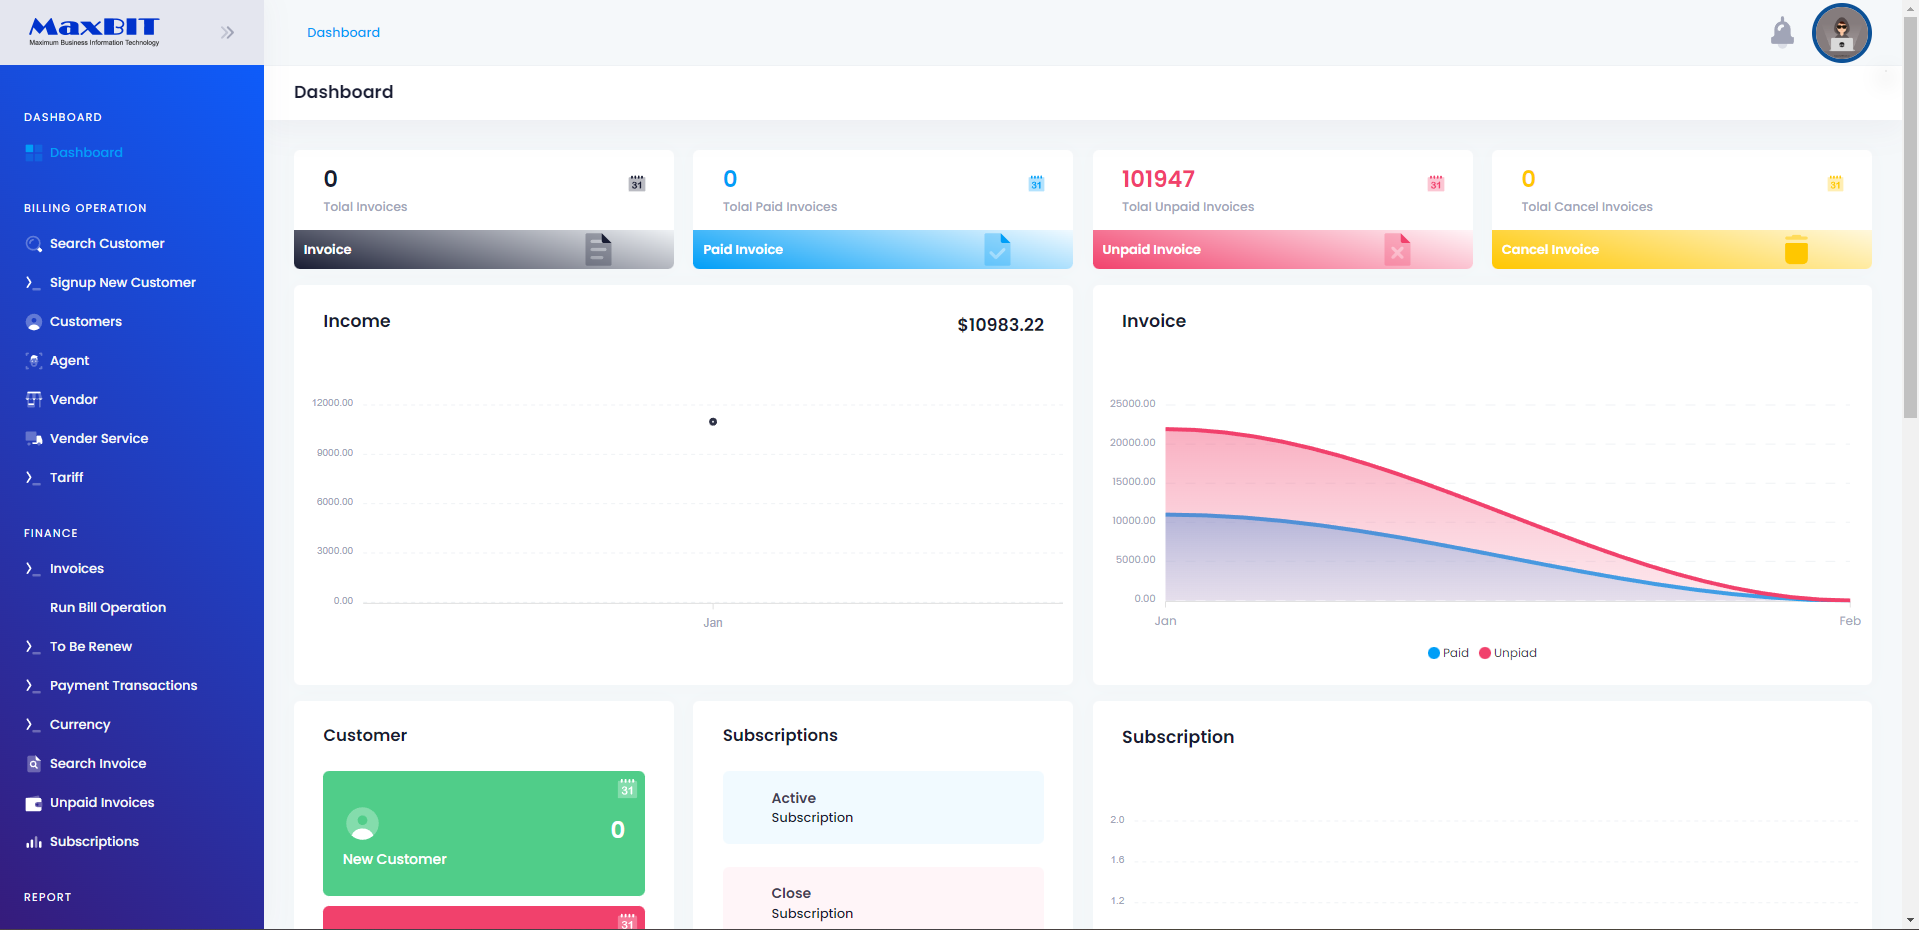 MaxBIT
Maximum Business Information Technology
Dashboard
DASHBOARD
Dashboard
BILLING OPERATION
Search Customer
Signup New Customer
Customers
Agent
Vendor
Vender Service
Tariff
FINANCE
Invoices
Run Bill Operation
To Be Renew
Payment Transactions
Currency
Search Invoice
Unpaid Invoices
Subscriptions
REPORT
Dashboard
0
31
Tolal Invoices
Invoice
0
31
Tolal Paid Invoices
Paid Invoice
101947
31
Tolal Unpaid Invoices
Unpaid Invoice
0
31
Tolal Cancel Invoices
Cancel Invoice
Income
$10983.22
12000.00
9000.00
6000.00
3000.00
0.00
Jan
Invoice
25000.00
20000.00
15000.00
10000.00
5000.00
0.00
Jan
Feb
Paid
Unpiad
Customer
31
0
New Customer
31
Subscriptions
Active
Subscription
Close
Subscription
Subscription
2.0
1.6
1.2